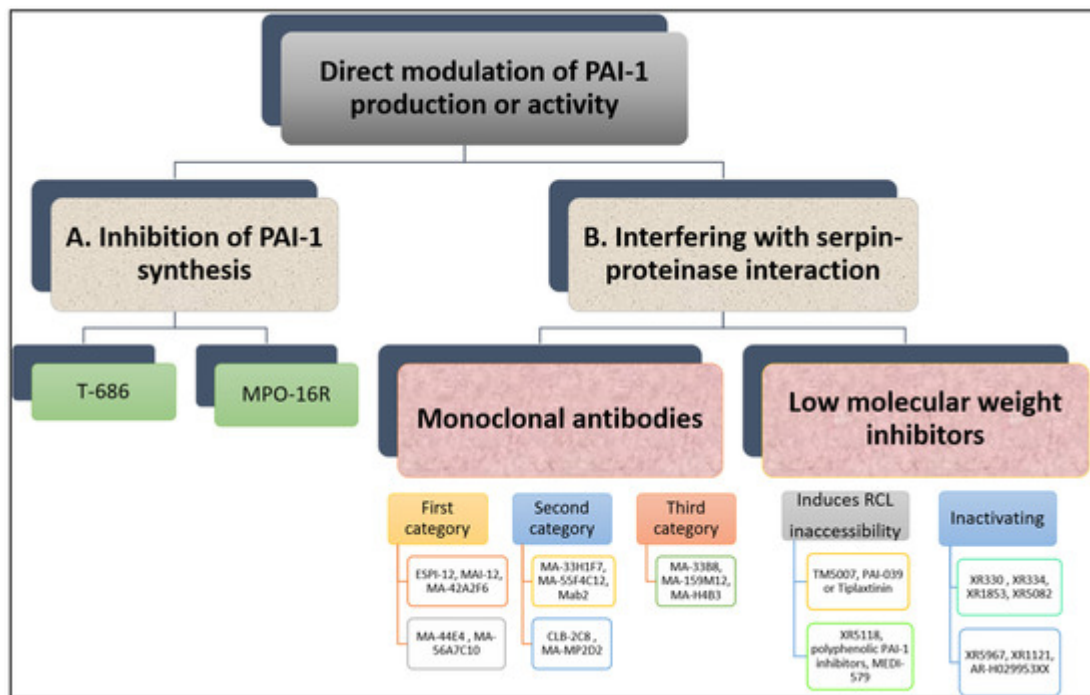 Direct modulation of PAI-1
production or activity
A. Inhibition of PAI-1
synthesis
B. Interfering with serpin-
proteinase interaction
T-686
MPO-16R
Monoclonal antibodies
Low molecular weight
inhibitors
First
category
Second
category
Third
category
Induces RCL
inaccessibility
Inactivating
ESPI-12, MAI-12,
MA-42A2F6
MA-44E4 , MA-
56A7C10
MA-33H1F7,
MA-55F4C12,
Mab2
CLB-2C8 ,
MA-MP2D2
MA-33B8,
MA-159M12,
MA-H4B3
TM5007, PAI-039
or Tiplaxtinin
XR5118,
polyphenolic PAI-1
inhibitors, MEDI-
579
XR330 , XR334,
XR1853, XR5082
XR5967, XR1121,
AR-H029953XX